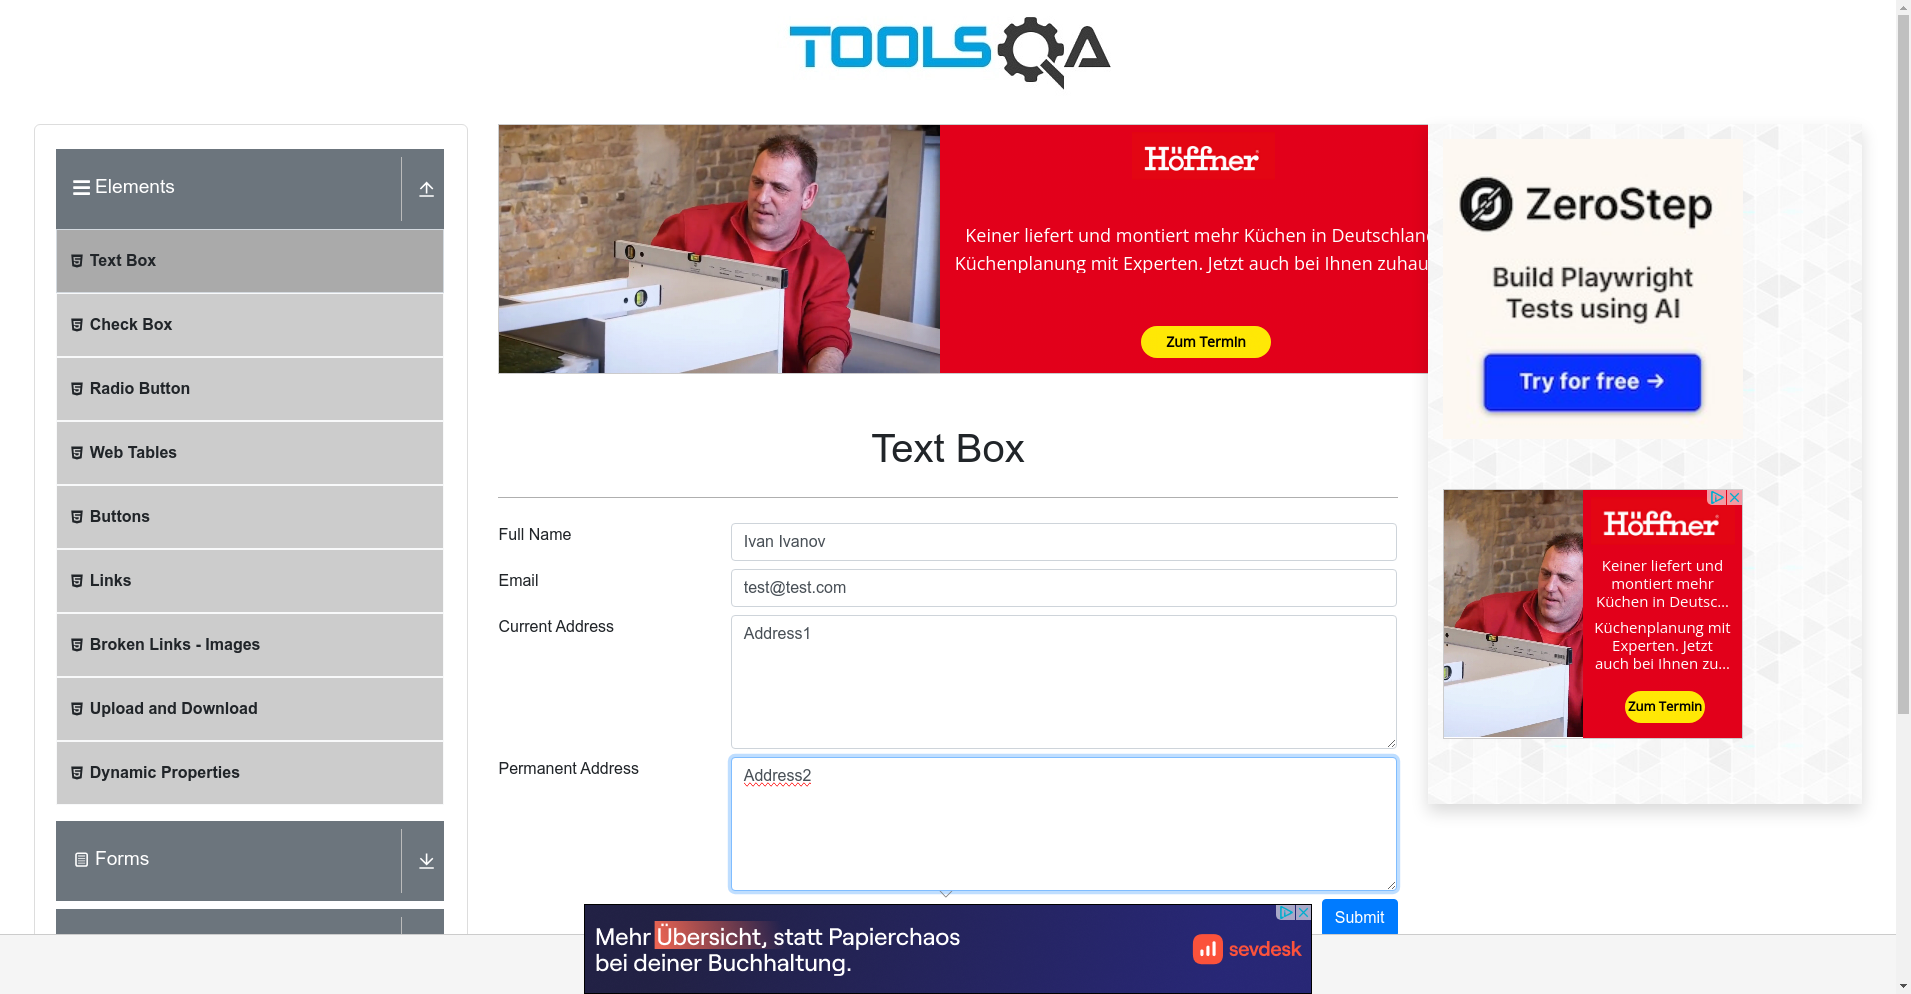 TOOLSQA
Elements
Text Box
Check Box
Radio Button
Web Tables
Buttons
Links
Broken Links - Images
Upload and Download
Dynamic Properties
Forms
Höffner
Keiner liefert und montiert mehr Küchen in Deutschland
Küchenplanung mit Experten. Jetzt auch bei Ihnen zuhau
Zum Termin
Text Box
Full Name
Ivan Ivanov
Email
test@test.com
Current Address
Address1
Permanent Address
Address2
Submit
ZeroStep
Build Playwright
Tests using AI
Try for free →
Höffner
Keiner liefert und
montiert mehr
Küchen in Deutsc...
Küchenplanung mit
Experten. Jetzt
auch bei Ihnen zu...
Zum Termin
Mehr Übersicht, statt Papierchaos
bei deiner Buchhaltung.
sevdesk